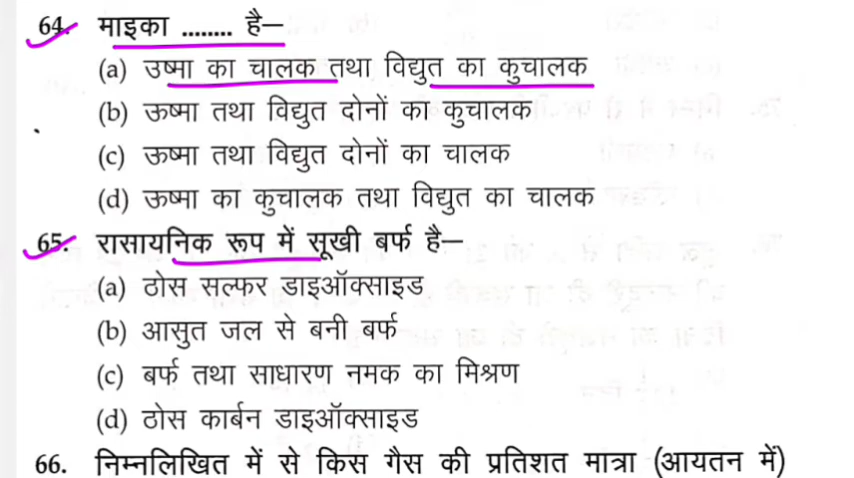 64. माइका ........ है—
(a) उष्मा का चालक तथा विद्युत का कुचालक
(b) ऊष्मा तथा विद्युत दोनों का कुचालक
(c) ऊष्मा तथा विद्युत दोनों का चालक
(d) ऊष्मा का कुचालक तथा विद्युत का चालक
65. रासायनिक रूप में सूखी बर्फ है—
(a) ठोस सल्फर डाइऑक्साइड
(b) आसुत जल से बनी बर्फ
(c) बर्फ तथा साधारण नमक का मिश्रण
(d) ठोस कार्बन डाइऑक्साइड
66. निम्नलिखित में से किस गैस की प्रतिशत मात्रा (आयतन में)